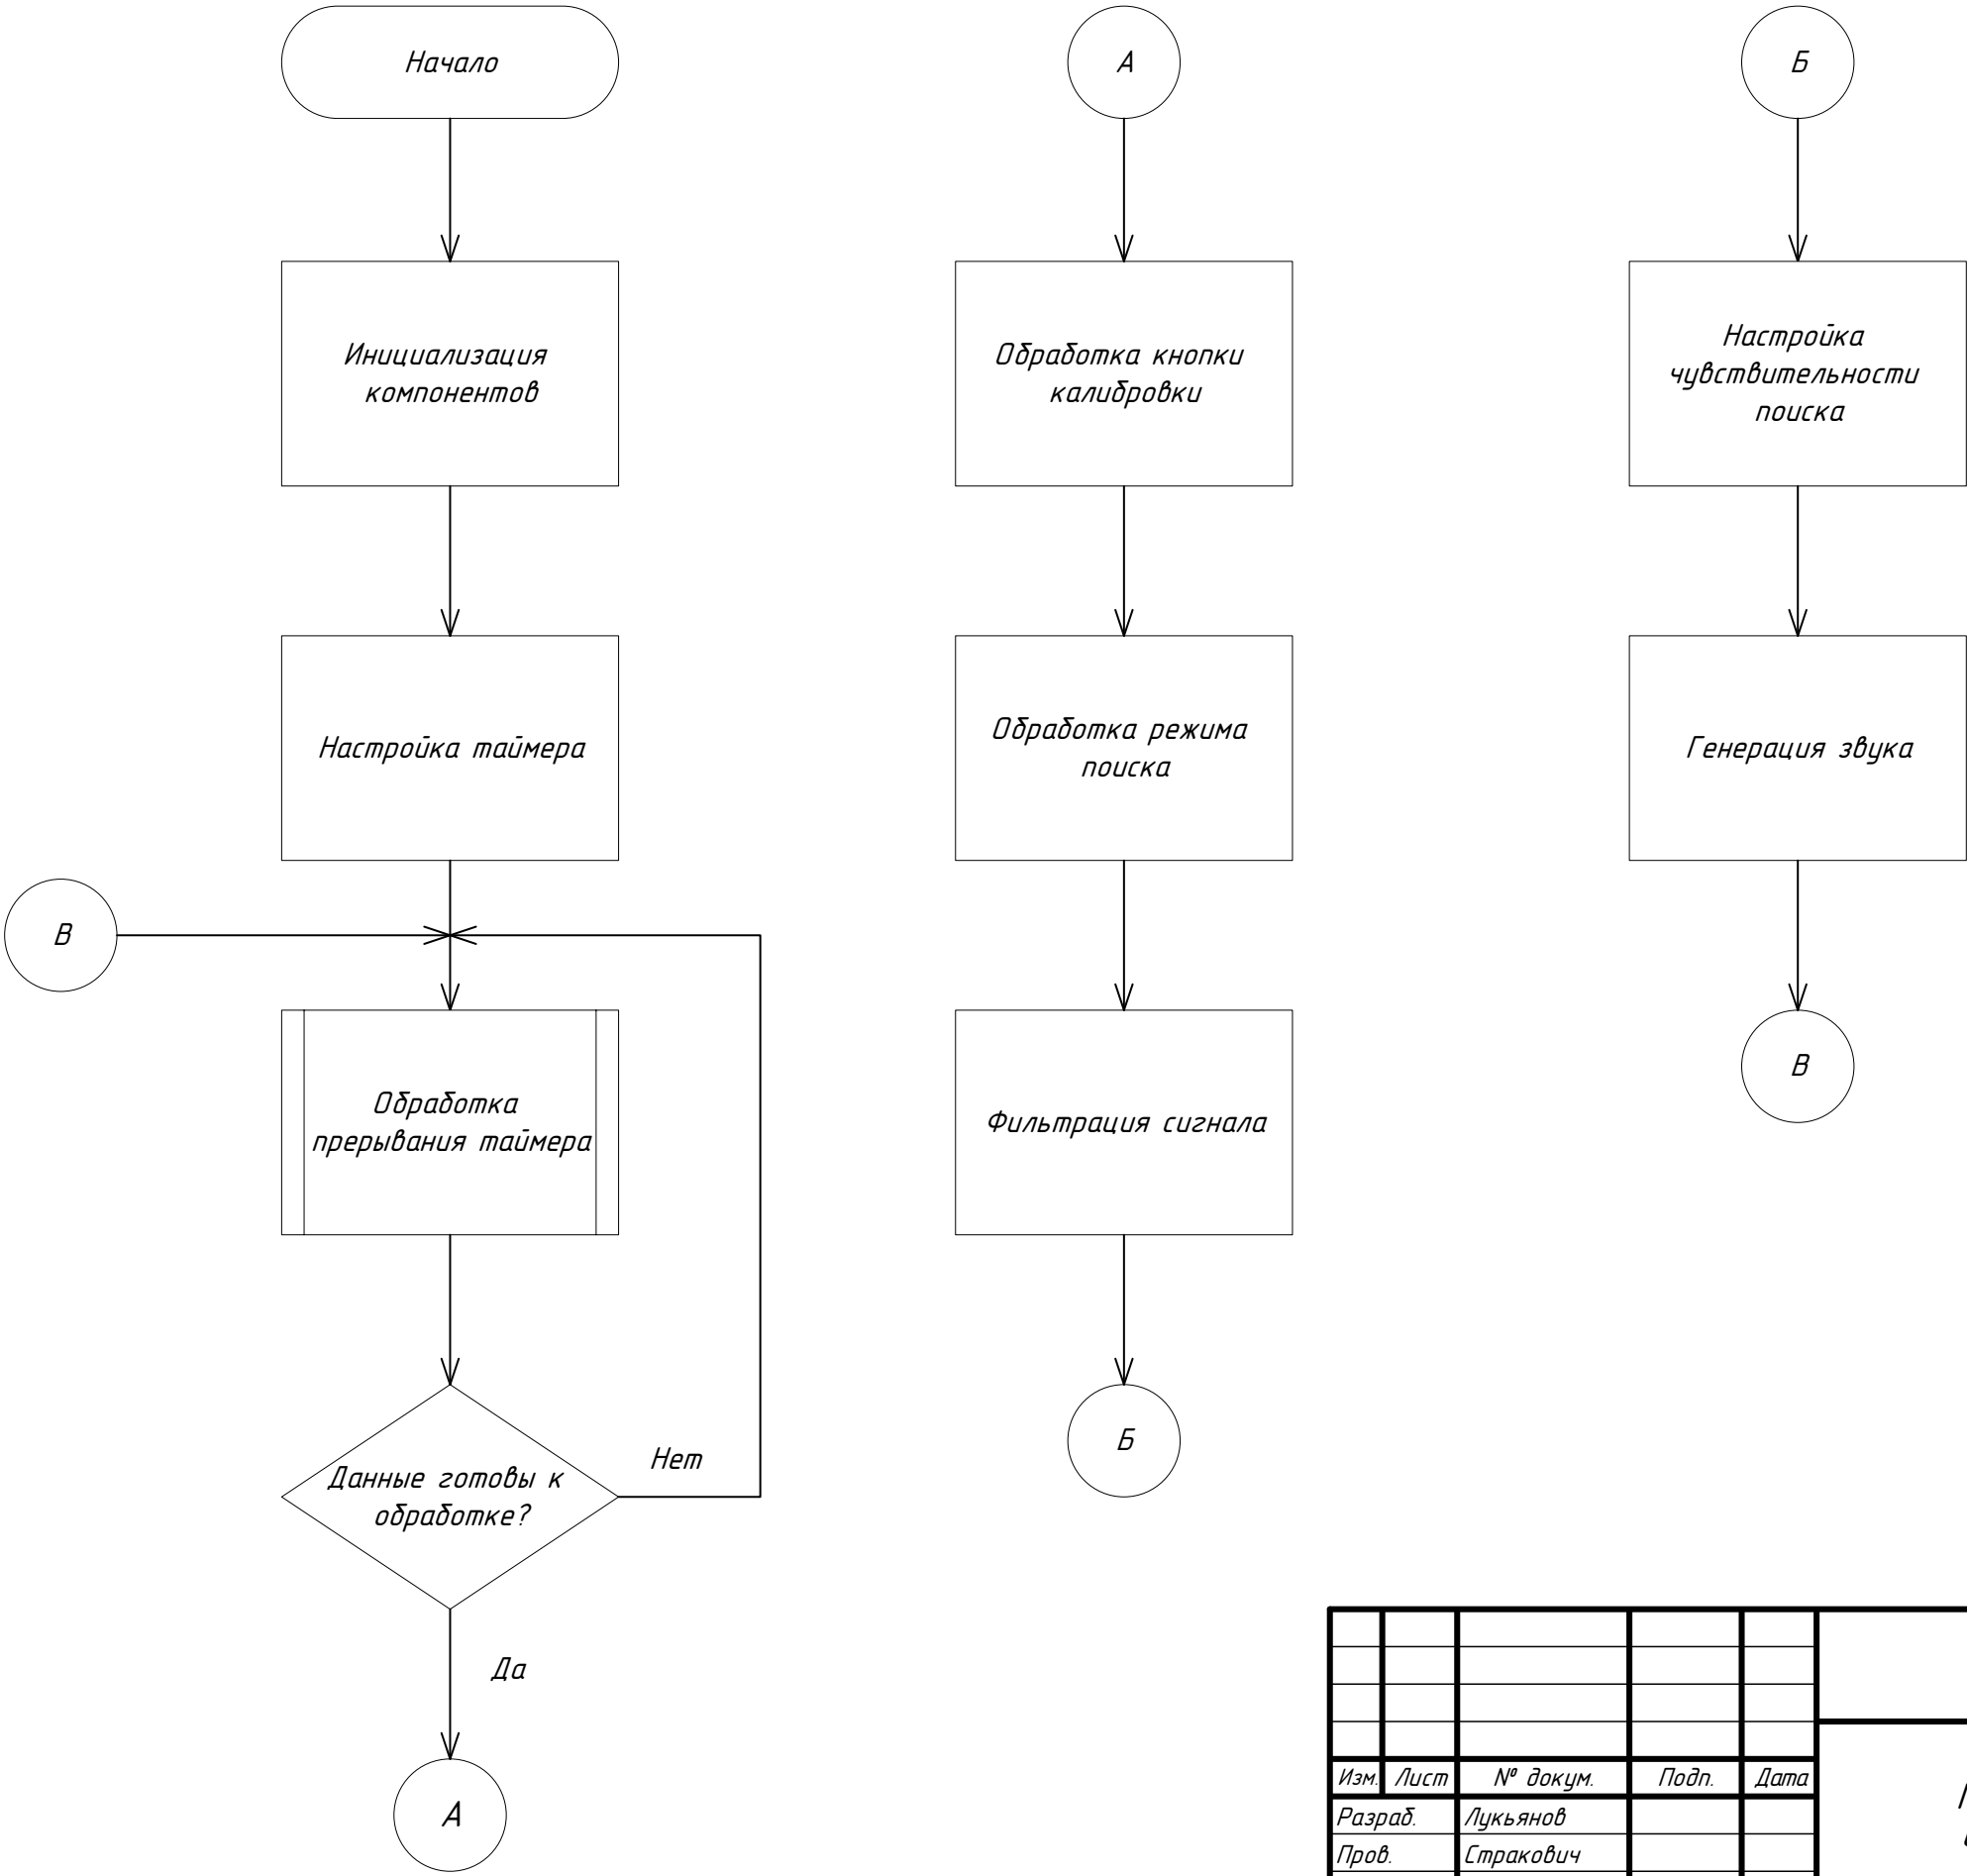 Начало
Инициализация
компонентов
Настройка таймера
В
Обработка
прерывания таймера
Данные готовы к
обработке?
Нет
Да
А
А
Обработка кнопки
калибровки
Обработка режима
поиска
Фильтрация сигнала
Б
Б
Настройка
чувствительности
поиска
Генерация звука
В
Изм. Лист № докум. Подп. Дата
Разраб. Лукьянов
Пров. Стракович